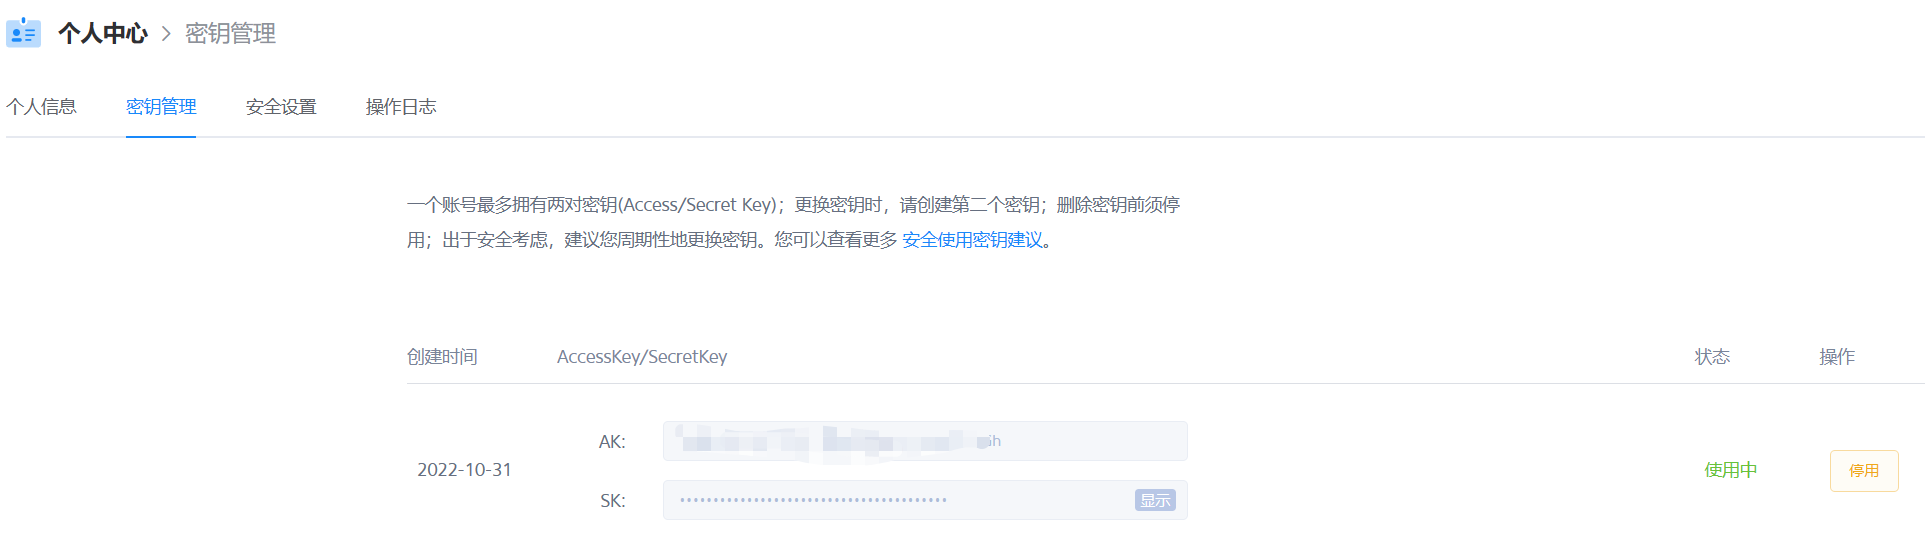 个人中心 > 密钥管理
个人信息 密钥管理 安全设置 操作日志
一个账号最多拥有两对密钥(Access/Secret Key)；更换密钥时，请创建第二个密钥；删除密钥前须停
用；出于安全考虑，建议您周期性地更换密钥。您可以查看更多 安全使用密钥建议。
创建时间 AccessKey/SecretKey 状态 操作
AK:
2022-10-31 使用中 停用
SK: 显示